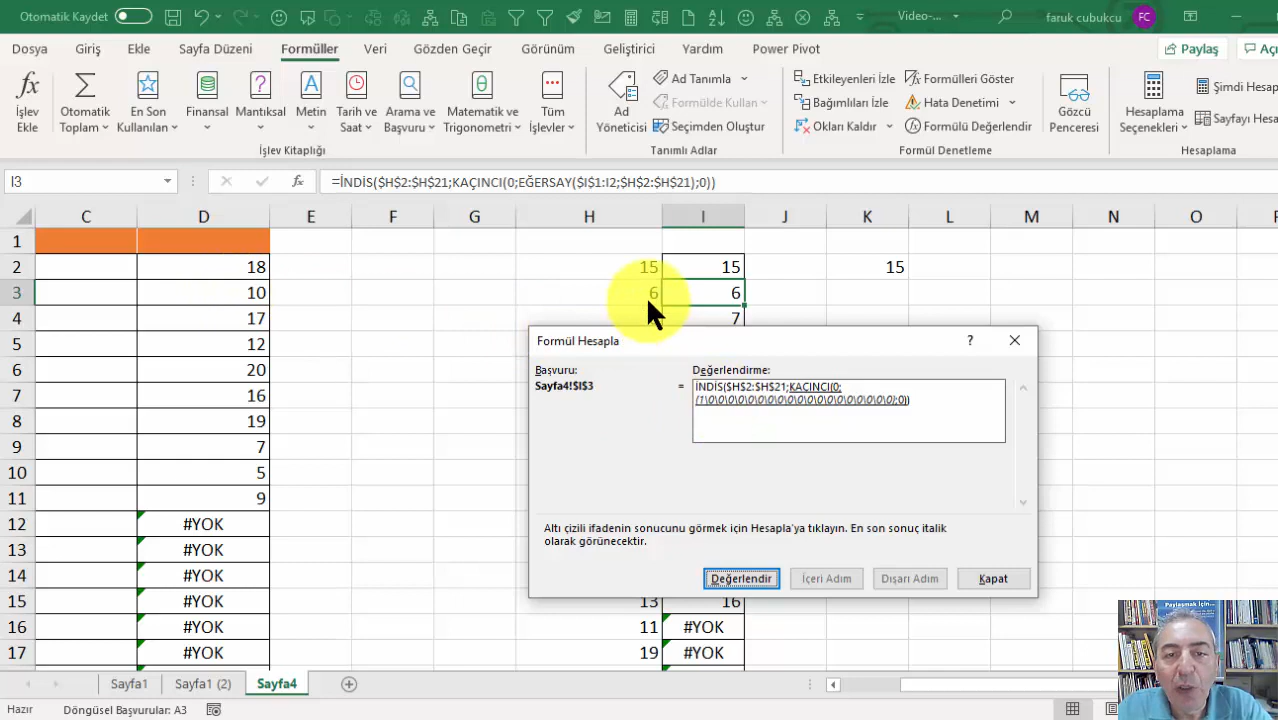 Otomatik Kaydet
Video-...
faruk cubukcu
FC
Dosya Giriş Ekle Sayfa Düzeni Formüller Veri Gözden Geçir Görünüm Geliştirici Yardım Power Pivot
Paylaş
İşlev Ekle
Otomatik Toplam
En Son Kullanılan
Finansal
Mantıksal
Metin
Tarih ve Saat
Arama ve Başvuru
Matematik ve Trigonometri
Tüm İşlevler
İşlev Kitaplığı
Ad Yöneticisi
Ad Tanımla
Formülde Kullan
Seçimden Oluştur
Tanımlı Adlar
Etkileyenleri İzle
Bağımlıları İzle
Okları Kaldır
Formülleri Göster
Hata Denetimi
Formülü Değerlendir
Formül Denetleme
Gözcü Penceresi
Hesaplama Seçenekleri
Şimdi Hesap
Sayfayı Hesa
Hesaplama
I3
fx
=İNDİS($H$2:$H$21;KAÇINCI(0;EĞERSAY($I$1:I2;$H$2:$H$21);0))
C D E F G H I J K L M N O
1
2 18 15 15 15
3 10 6 6
4 17 7
5 12
6 20
7 16
8 19
9 7
10 5
11 9
12 #YOK
13 #YOK
14 #YOK
15 #YOK 13 16
16 #YOK 11 #YOK
17 #YOK 19 #YOK
Formül Hesapla
?
Başvuru:
Sayfa4!$I$3
=
Değerlendirme:
İNDİS($H$2:$H$21;KAÇINCI(0;
{1\0\0\0\0\0\0\0\0\0\0\0\0\0\0\0\0\0\0\0};0))
Altı çizili ifadenin sonucunu görmek için Hesapla'ya tıklayın. En son sonuç italik
olarak görünecektir.
Değerlendir
İçeri Adım
Dışarı Adım
Kapat
Paylaşmak İçin...
Sayfa1 Sayfa1 (2) Sayfa4
Hazır
Döngüsel Başvurular: A3